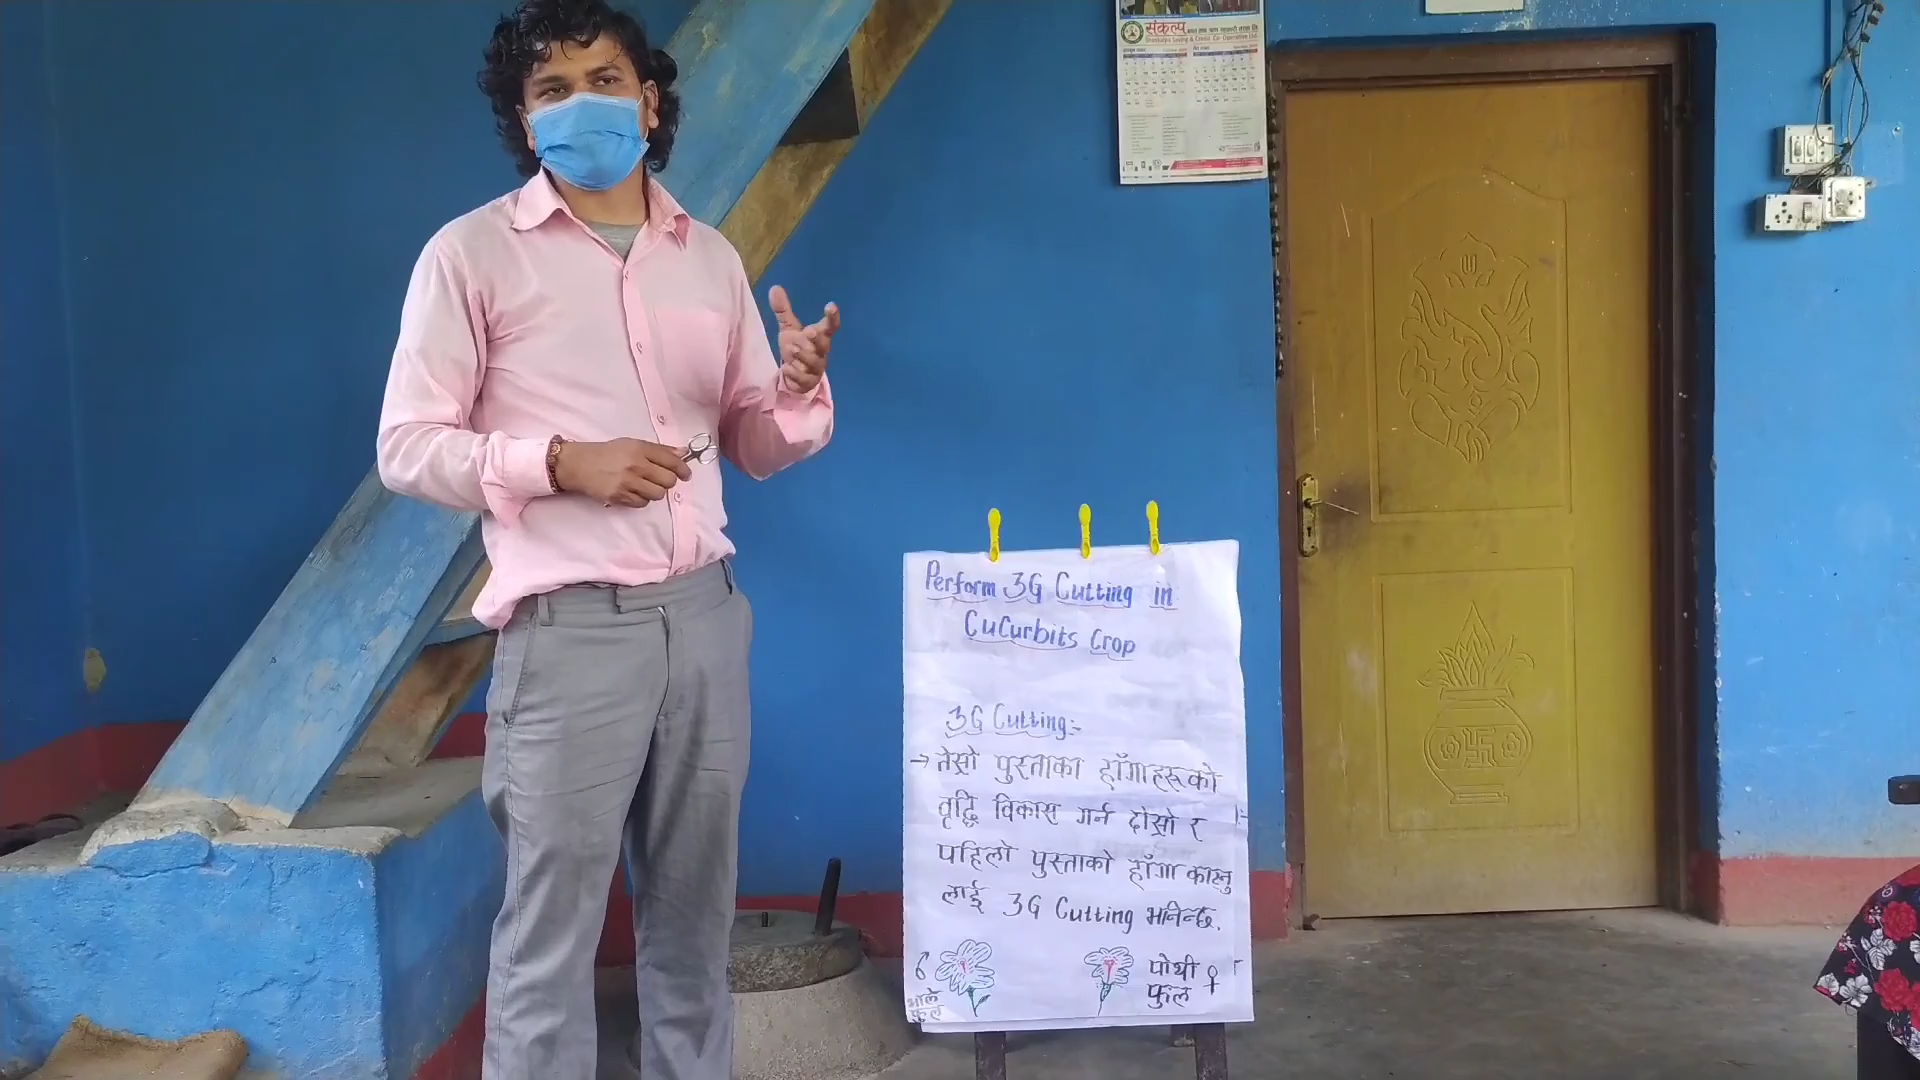 संकल्प
Perform 3G Cutting in
CuCurbits Crop
3G Cutting:-
→ तेस्रो पुस्ताका हाँगाहरूको
वृद्धि विकास गर्न दोस्रो र
पहिलो पुस्ताको हाँगा काट्नु
लाई 3G Cutting भनिन्छ.
भाले
फुल
पोथी ♀
फुल